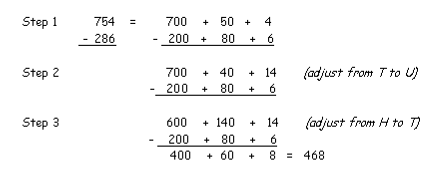 Step 1 754 = 700 + 50 + 4
- 286 - 200 + 80 + 6
Step 2 700 + 40 + 14 (adjust from T to U)
- 200 + 80 + 6
Step 3 600 + 140 + 14 (adjust from H to T)
- 200 + 80 + 6
400 + 60 + 8 = 468